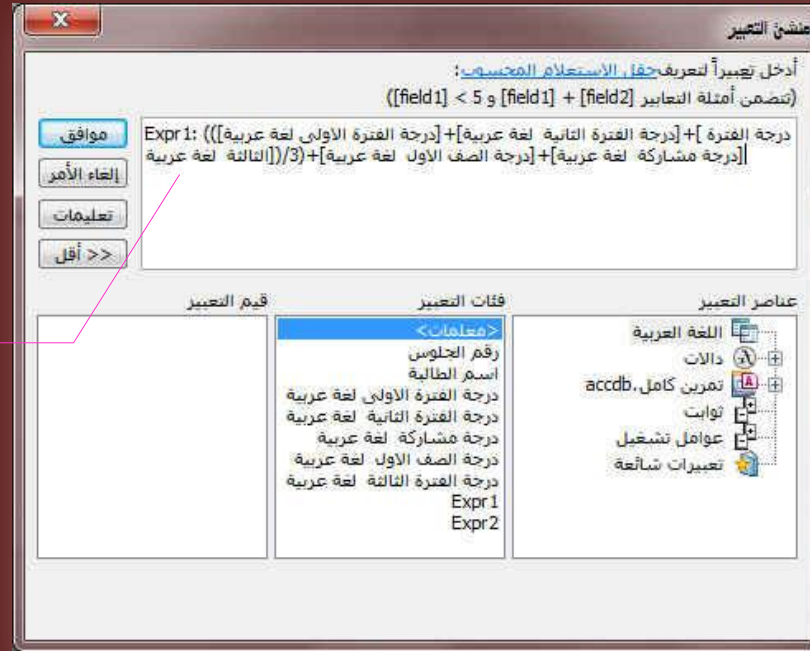 منشئ التعبير
أدخل تعبيراً لتعريف حقل الاستعلام المحسوب:
(تتضمن أمثلة التعابير [field1] + [field2] و [field1] < 5)
Expr1: (([درجة الفترة الاولى لغة عربية]+[درجة الفترة الثانية  لغة عربية]+[ درجة الفترة
الثالثة  لغة عربية])/3)+[درجة الصف الاول  لغة عربية]+[درجة مشاركة  لغة عربية]
موافق
إلغاء الأمر
تعليمات
<< أقل
عناصر التعبير
اللغة العربية
دالات
تمرين كامل.accdb
ثوابت
عوامل تشغيل
تعبيرات شائعة
فئات التعبير
<معلمات>
رقم الجلوس
اسم الطالبة
درجة الفترة الاولى لغة عربية
درجة الفترة الثانية  لغة عربية
درجة مشاركة  لغة عربية
درجة الصف الاول  لغة عربية
درجة الفترة الثالثة  لغة عربية
Expr1
Expr2
قيم التعبير